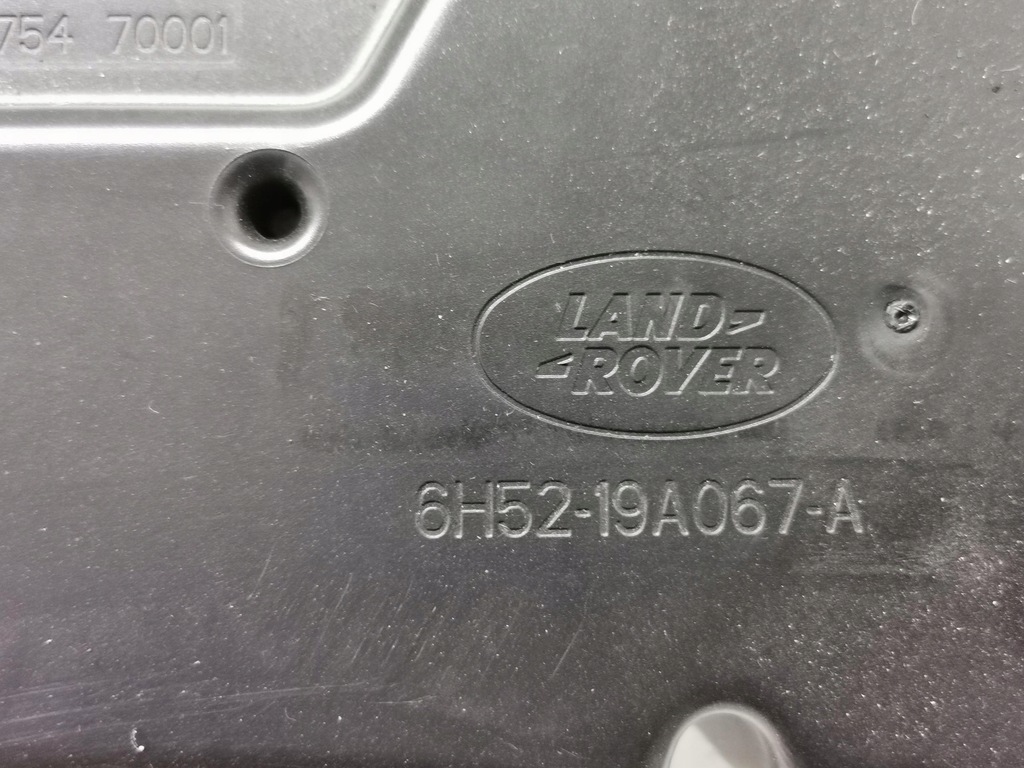 754 70001
LAND
ROVER
6H52-19A067-A